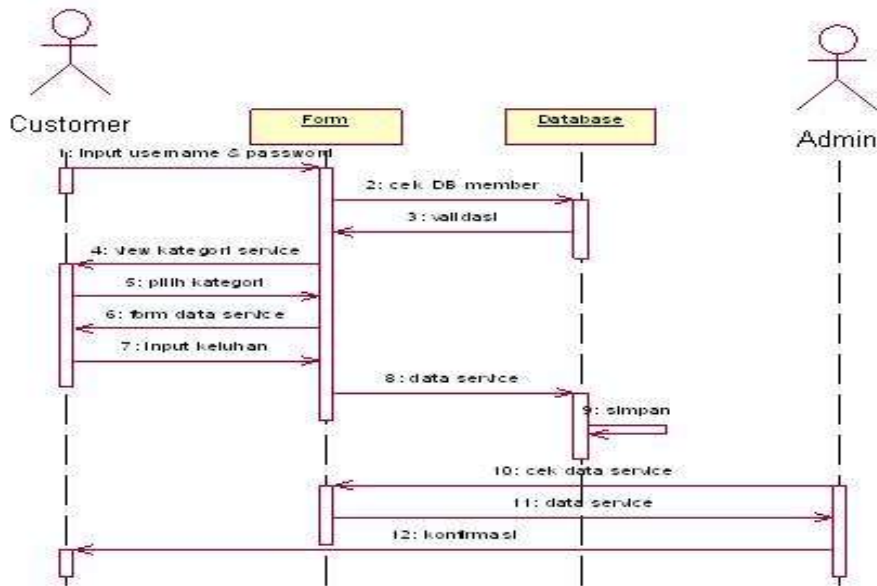 Customer
Form
Database
Admin
1: Input username & password
2: cek DB member
3: validasi
4: view kategori service
5: pilih kategori
6: form data service
7: Input keluhan
8: data service
9: simpan
10: cek data service
11: data service
12: konfirmasi